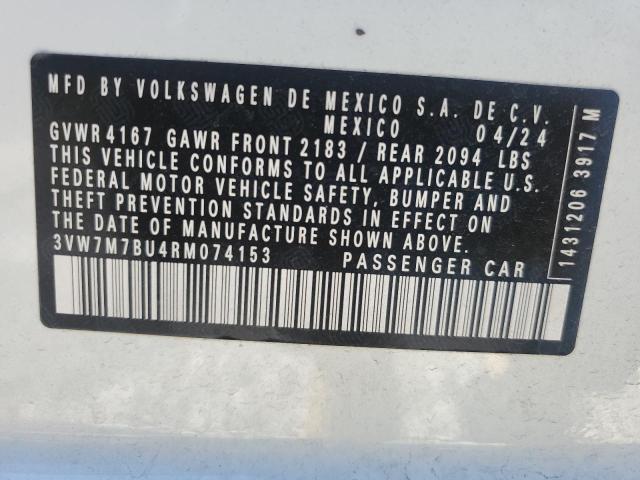 MFD BY VOLKSWAGEN DE MEXICO S.A. DE C.V.
MEXICO 04/24
GVWR4167 GAWR FRONT 2183 / REAR 2094 LBS
THIS VEHICLE CONFORMS TO ALL APPLICABLE U.S.
FEDERAL MOTOR VEHICLE SAFETY, BUMPER AND
THEFT PREVENTION STANDARDS IN EFFECT ON
THE DATE OF MANUFACTURE SHOWN ABOVE.
3VW7M7BU4RM074153 PASSENGER CAR
1431206 3917 M